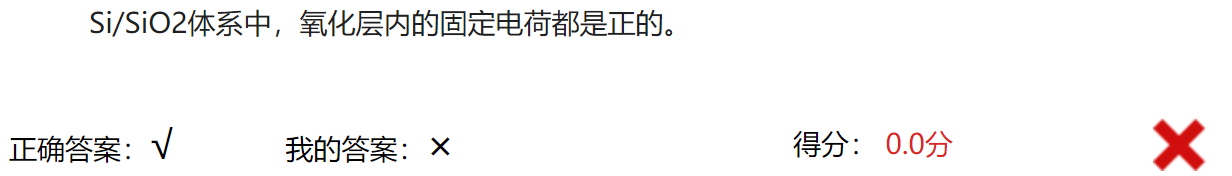 Si/SiO2体系中，氧化层内的固定电荷都是正的。
正确答案：√ 我的答案：× 得分： 0.0分